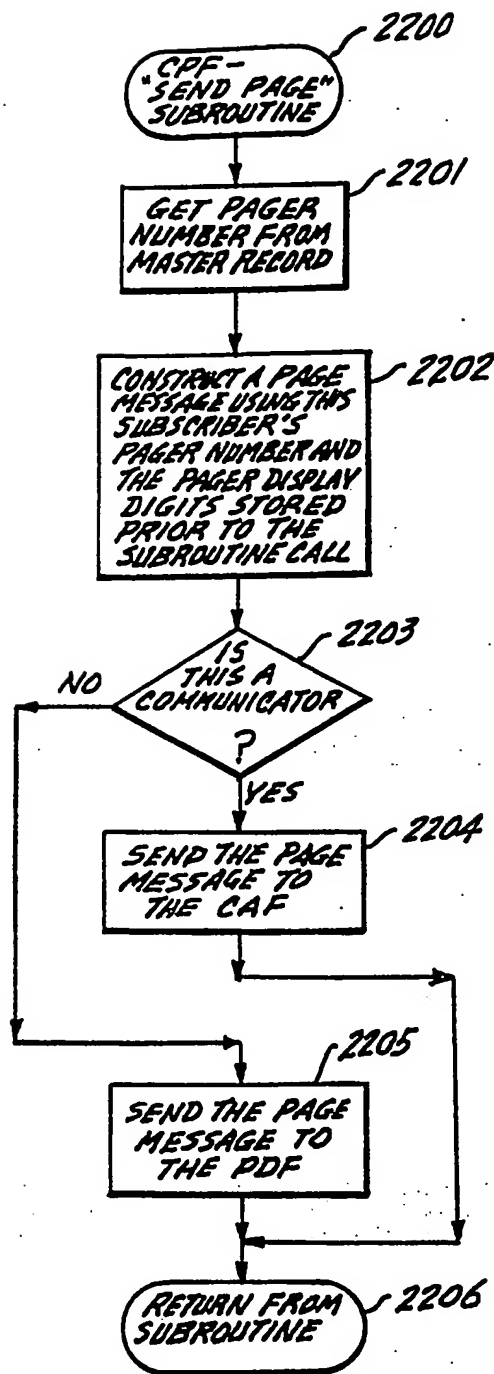 2200
"CPF-
"SEND PAGE"
SUBROUTINE
2201
GET PAGER
NUMBER FROM
MASTER RECORD
2202
CONSTRUCT A PAGE
MESSAGE USING THIS
SUBSCRIBER'S
PAGER NUMBER AND
THE PAGER DISPLAY
DIGITS STORED
PRIOR TO THE
SUBROUTINE CALL
2203
IS
THIS A
COMMUNICATOR
?
NO
YES
2204
SEND THE PAGE
MESSAGE TO
THE CAF
2205
SEND THE PAGE
MESSAGE TO
THE PDF
RETURN FROM
SUBROUTINE
2206